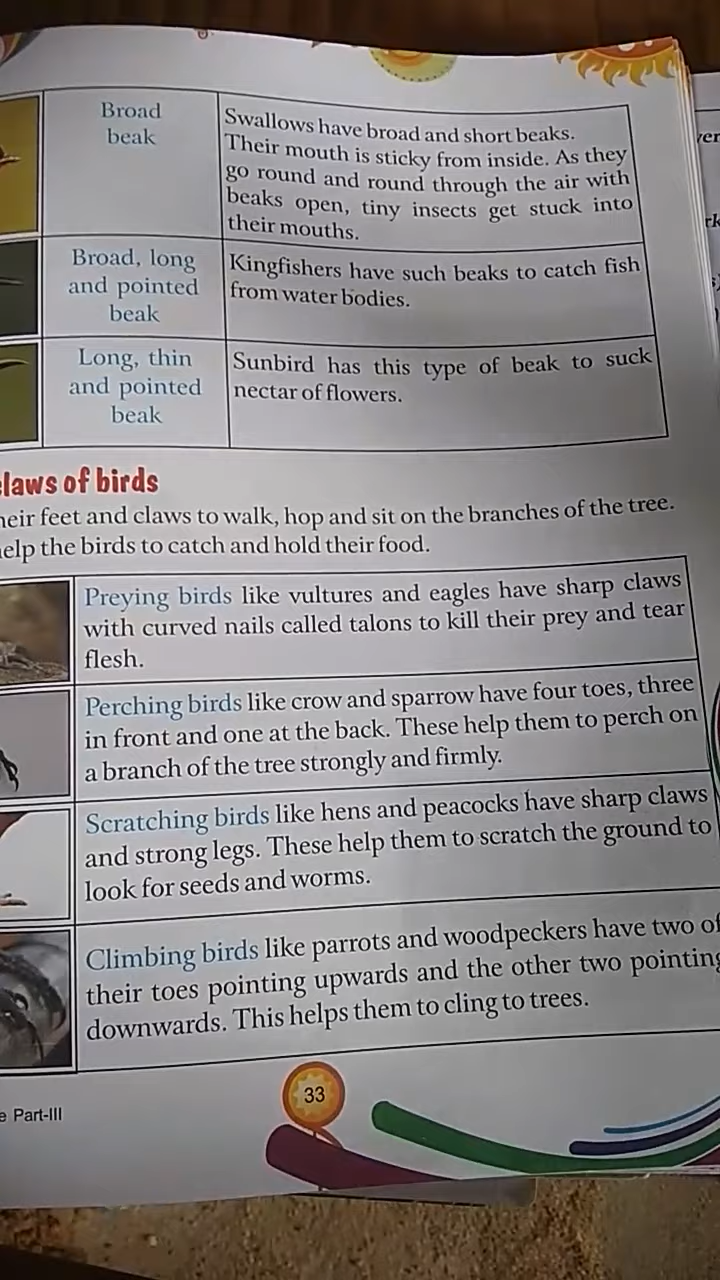 Broad
beak
Swallows have broad and short beaks.
Their mouth is sticky from inside. As they
go round and round through the air with
beaks open, tiny insects get stuck into
their mouths.
Broad, long
and pointed
beak
Kingfishers have such beaks to catch fish
from water bodies.
Long, thin
and pointed
beak
Sunbird has this type of beak to suck
nectar of flowers.
laws of birds
heir feet and claws to walk, hop and sit on the branches of the tree.
elp the birds to catch and hold their food.
Preying birds like vultures and eagles have sharp claws
with curved nails called talons to kill their prey and tear
flesh.
Perching birds like crow and sparrow have four toes, three
in front and one at the back. These help them to perch on
a branch of the tree strongly and firmly.
Scratching birds like hens and peacocks have sharp claws
and strong legs. These help them to scratch the ground to
look for seeds and worms.
Climbing birds like parrots and woodpeckers have two of
their toes pointing upwards and the other two pointing
downwards. This helps them to cling to trees.
33
e Part-III